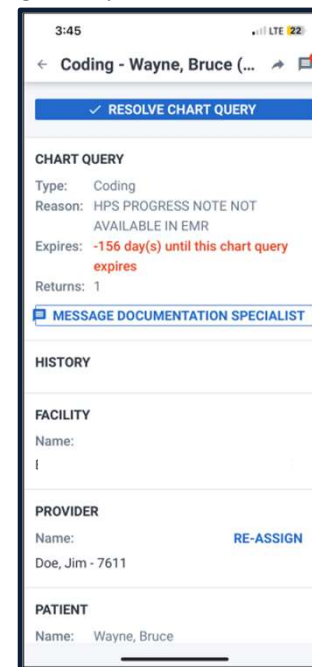 3:45 LTE 22
Coding - Wayne, Bruce (...
RESOLVE CHART QUERY
CHART QUERY
Type: Coding
Reason: HPS PROGRESS NOTE NOT
AVAILABLE IN EMR
Expires: -156 day(s) until this chart query
expires
Returns: 1
MESSAGE DOCUMENTATION SPECIALIST
HISTORY
FACILITY
Name:
PROVIDER
Name: RE-ASSIGN
Doe, Jim - 7611
PATIENT
Name: Wayne, Bruce